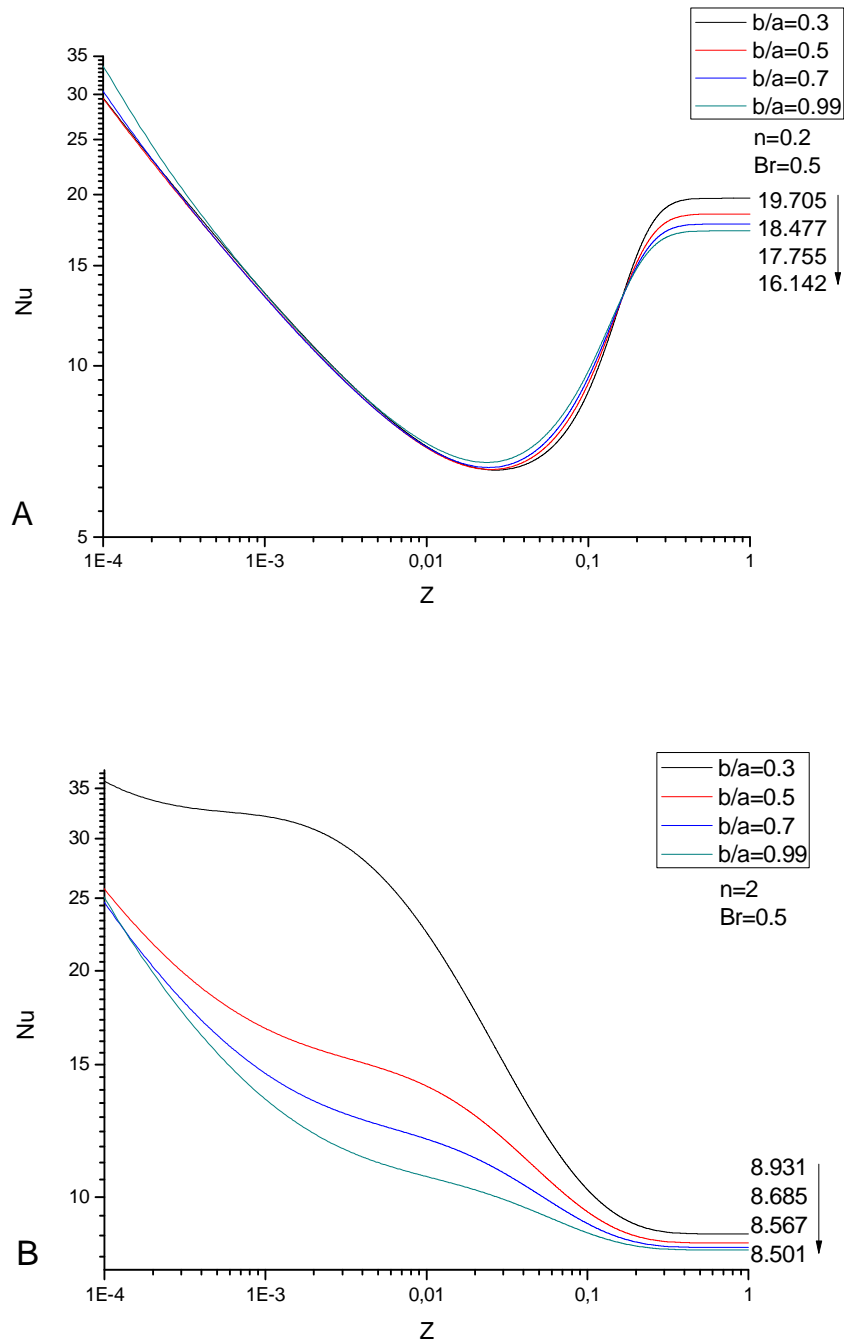 b/a=0.3
b/a=0.5
b/a=0.7
b/a=0.99
n=0.2
Br=0.5
19.705
18.477
17.755
16.142
35
30
25
20
15
10
5
Nu
A
1E-4 1E-3 0,01 0,1 1
Z
b/a=0.3
b/a=0.5
b/a=0.7
b/a=0.99
n=2
Br=0.5
35
30
25
20
15
10
Nu
8.931
8.685
8.567
8.501
B
1E-4 1E-3 0,01 0,1 1
Z